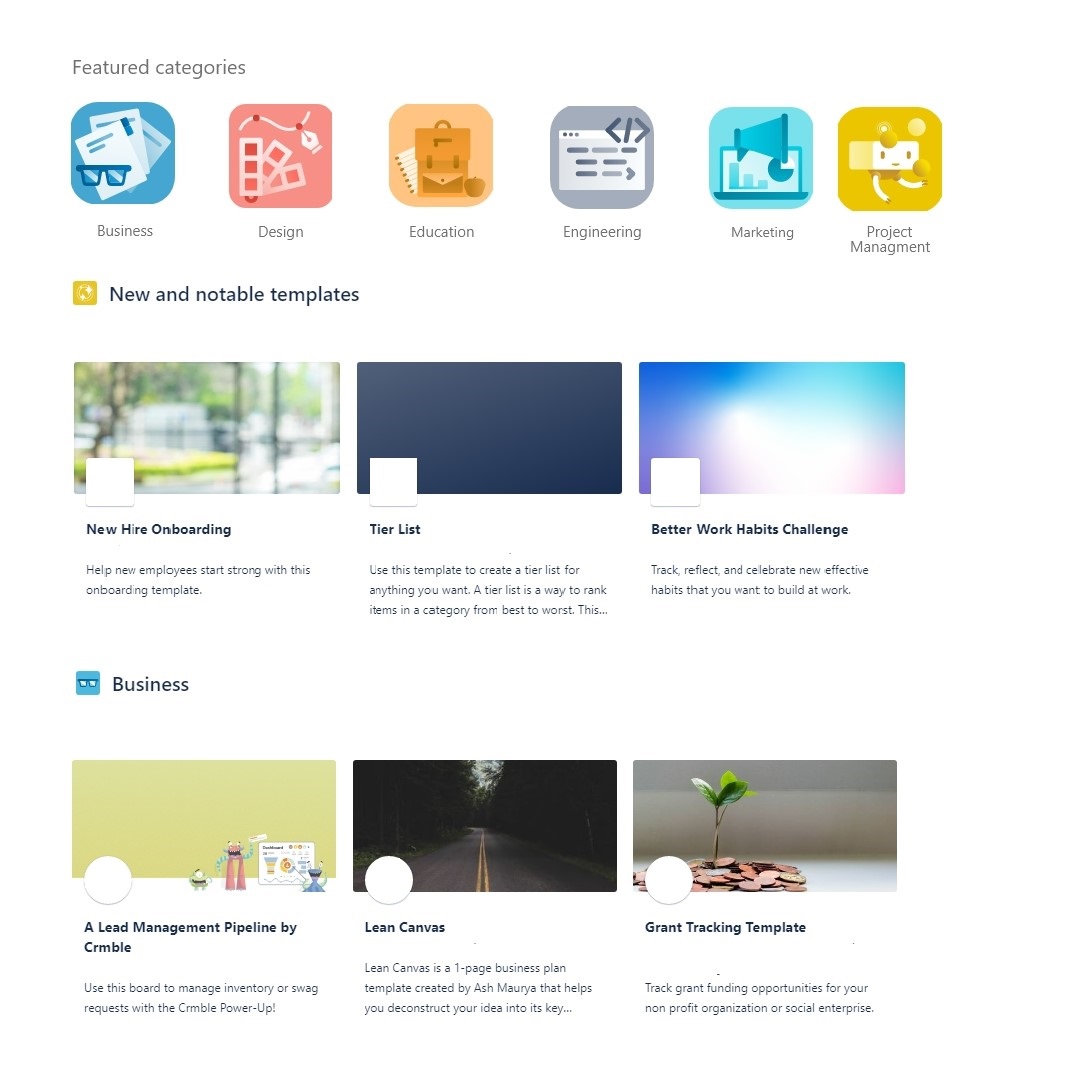 Featured categories
Business
Design
Education
Engineering
Marketing
Project
Managment
New and notable templates
New Hire Onboarding
Help new employees start strong with this
onboarding template.
Tier List
Use this template to create a tier list for
anything you want. A tier list is a way to rank
items in a category from best to worst. This...
Better Work Habits Challenge
Track, reflect, and celebrate new effective
habits that you want to build at work.
Business
Dashboard
A Lead Management Pipeline by
Crmble
Use this board to manage inventory or swag
requests with the Crmble Power-Up!
Lean Canvas
Lean Canvas is a 1-page business plan
template created by Ash Maurya that helps
you deconstruct your idea into its key...
Grant Tracking Template
Track grant funding opportunities for your
non profit organization or social enterprise.